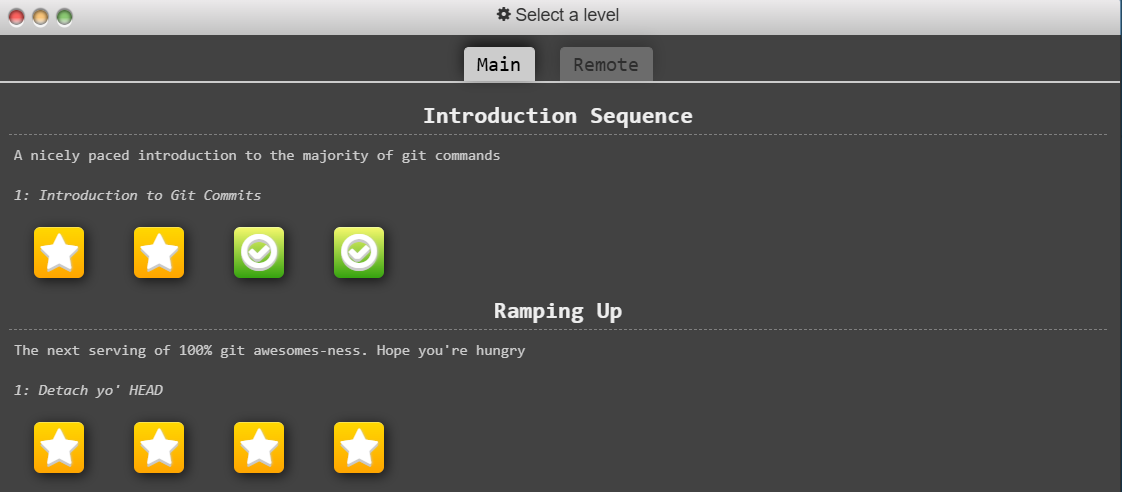 Select a level
Main
Remote
Introduction Sequence
A nicely paced introduction to the majority of git commands
1: Introduction to Git Commits
Ramping Up
The next serving of 100% git awesomes-ness. Hope you're hungry
1: Detach yo' HEAD